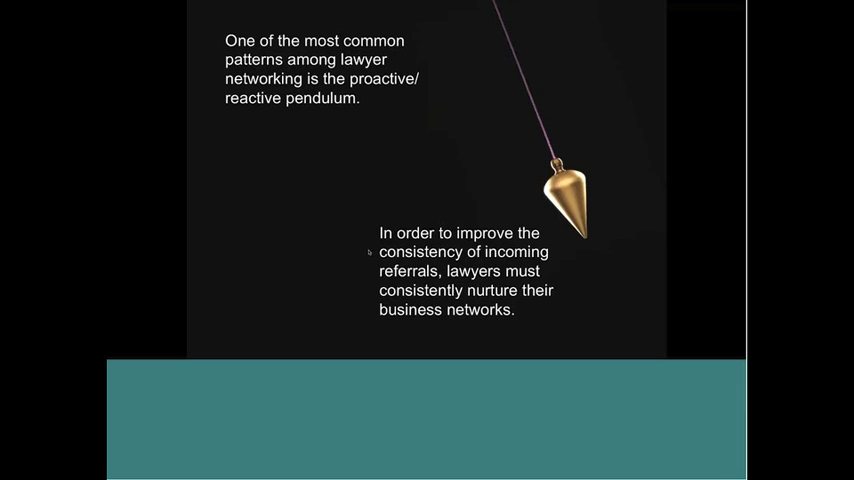 One of the most common
patterns among lawyer
networking is the proactive/
reactive pendulum.
In order to improve the
consistency of incoming
referrals, lawyers must
consistently nurture their
business networks.